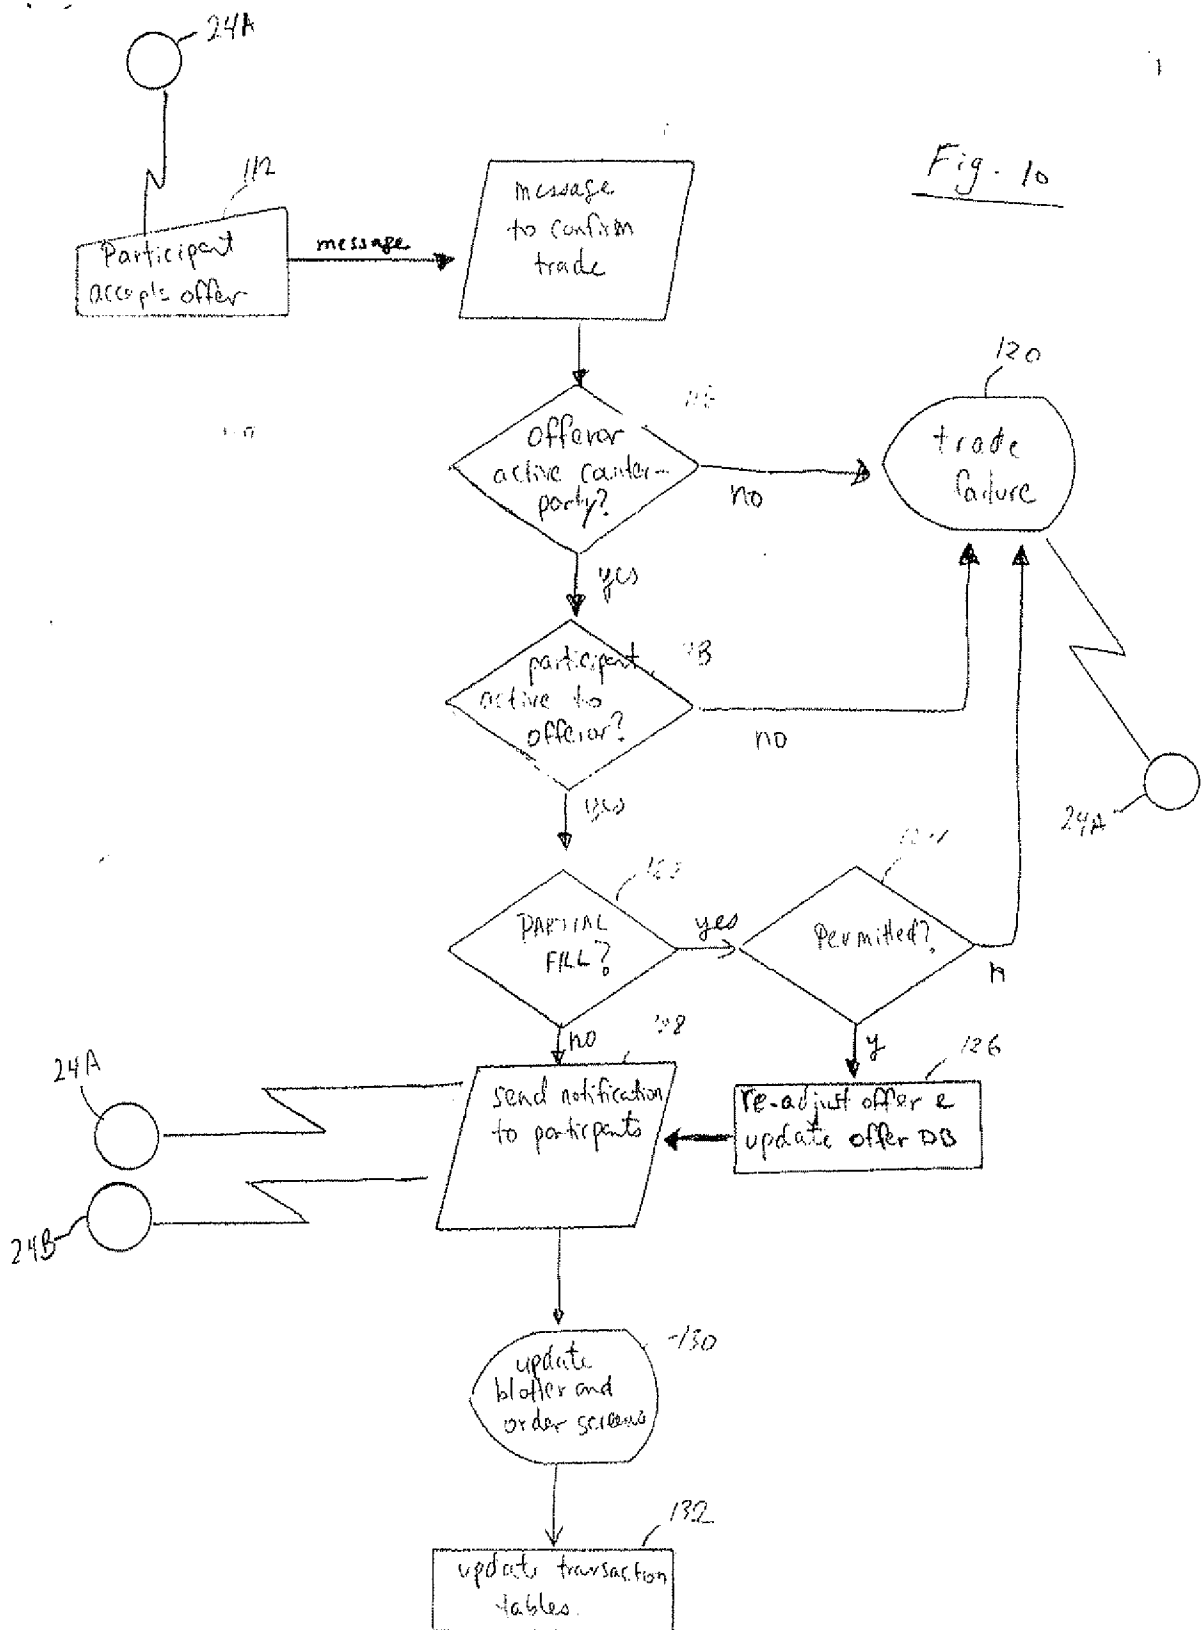 24A
Fig. 10
112
message
to confirm
trade
message
Participant
accepts offer
120
offeror
active counter-
party?
no
trade
failure
yes
participant
active to
offeror?
no
yes
24A
PARTIAL
FILL?
yes
Permitted?
n
no
y
126
24A
send notification
to participants
re-adjust offer &
update offer DB
24B
130
update
blotter and
order screens
132
update transaction
tables.